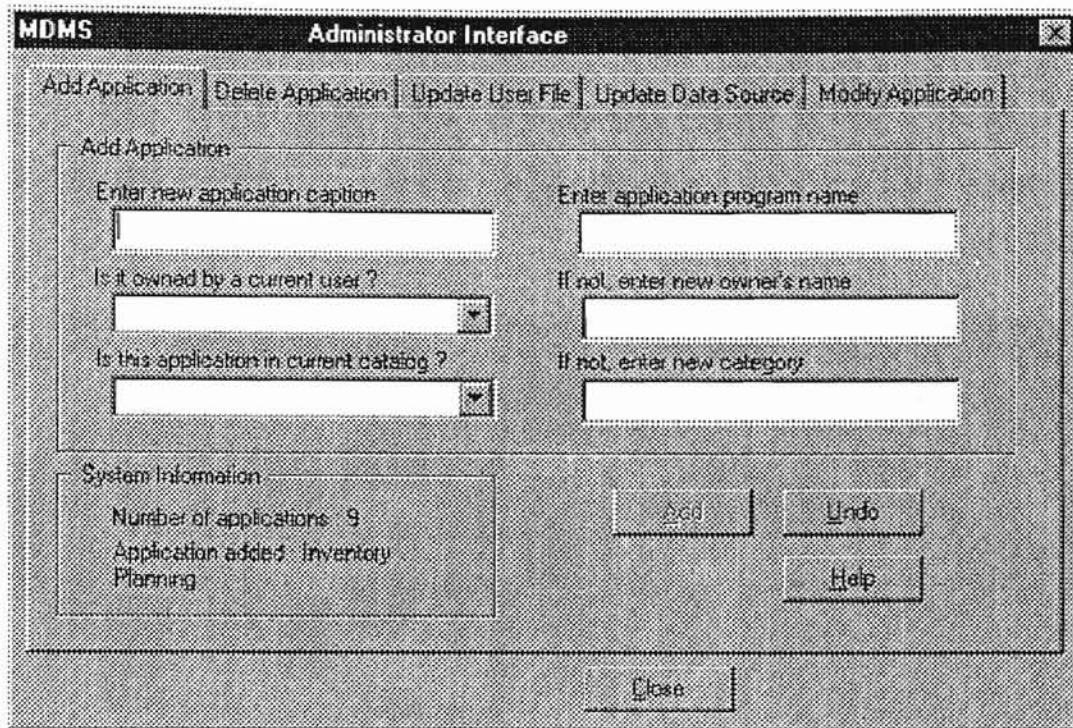 MDMS Administrator Interface
Add Application Delete Application Update User File Update Data Source Modify Application
Add Application
Enter new application caption Enter application program name
Is it owned by a current user ? If not, enter new owner's name
Is this application in current catalog ? If not, enter new category
System Information
Number of applications 9
Application added Inventory
Planning
Add Undo
Help
Close